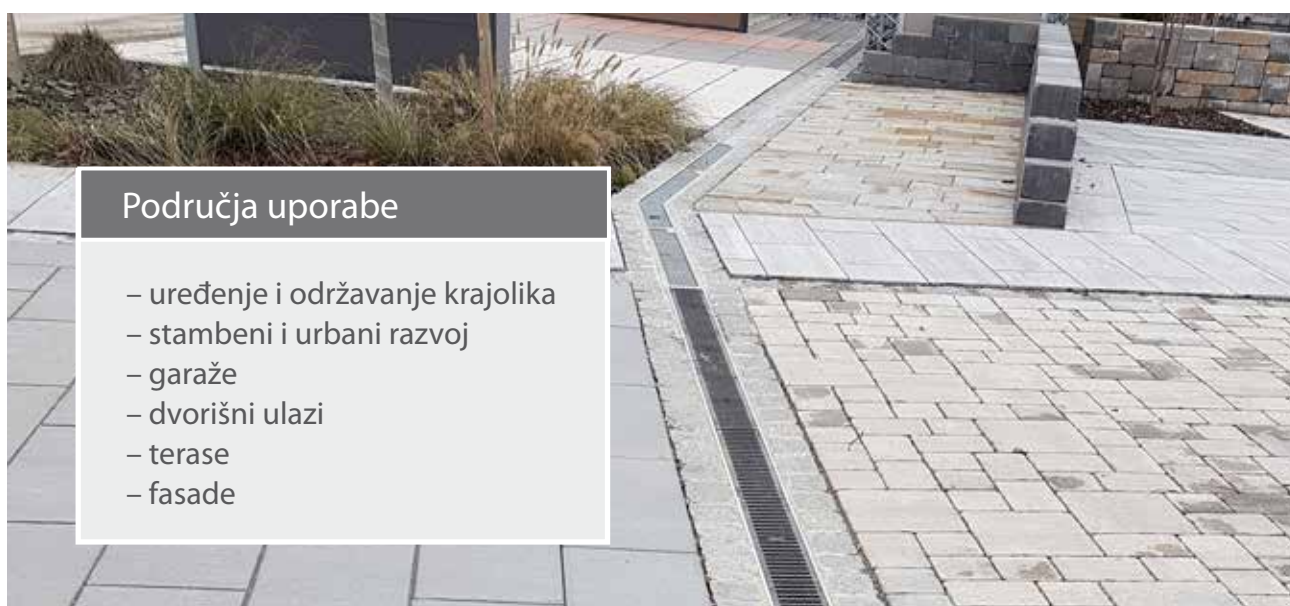 Područja uporabe
– uređenje i održavanje krajolika
– stambeni i urbani razvoj
– garaže
– dvorišni ulazi
– terase
– fasade